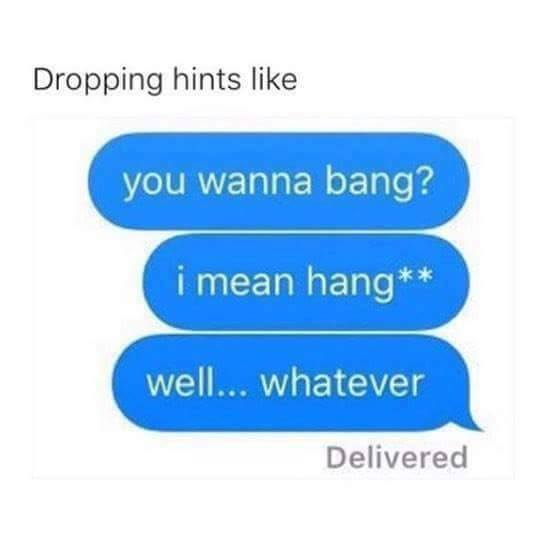 Dropping hints like
you wanna bang?
i mean hang**
well... whatever
Delivered